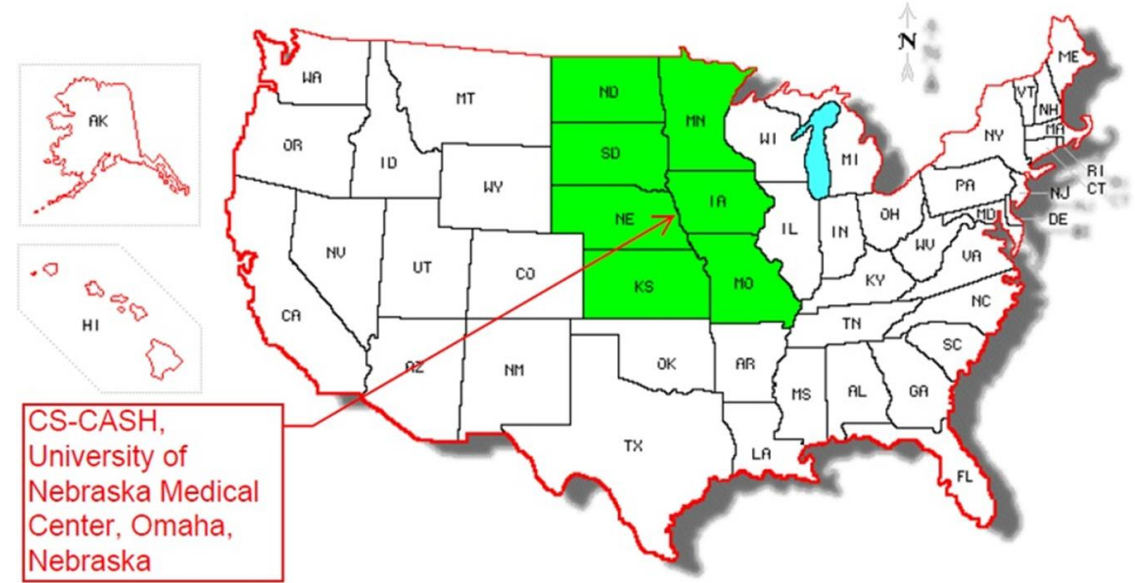 N
WA
MT
ND
MN
ME
VT
NH
AK
OR
ID
SD
WI
MI
NY
MA
RI
CT
WY
NE
IA
PA
NJ
DE
MD
NV
UT
CO
KS
MO
IL
IN
OH
WV
VA
KY
HI
CA
AZ
NM
OK
AR
TN
NC
SC
TX
LA
MS
AL
GA
FL
CS-CASH,
University of
Nebraska Medical
Center, Omaha,
Nebraska